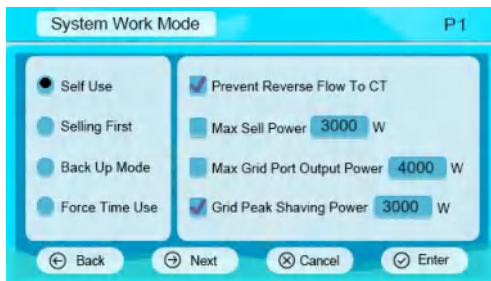 System Work Mode P1
Self Use
Selling First
Back Up Mode
Force Time Use
Prevent Reverse Flow To CT
Max Sell Power 3000 W
Max Grid Port Output Power 4000 W
Grid Peak Shaving Power 3000 W
Back Next Cancel Enter